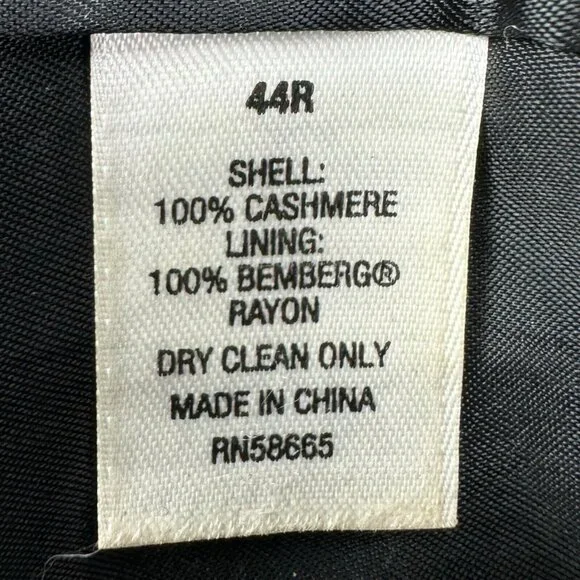 44R
SHELL:
100% CASHMERE
LINING:
100% BEMBERG®
RAYON
DRY CLEAN ONLY
MADE IN CHINA
RN58665